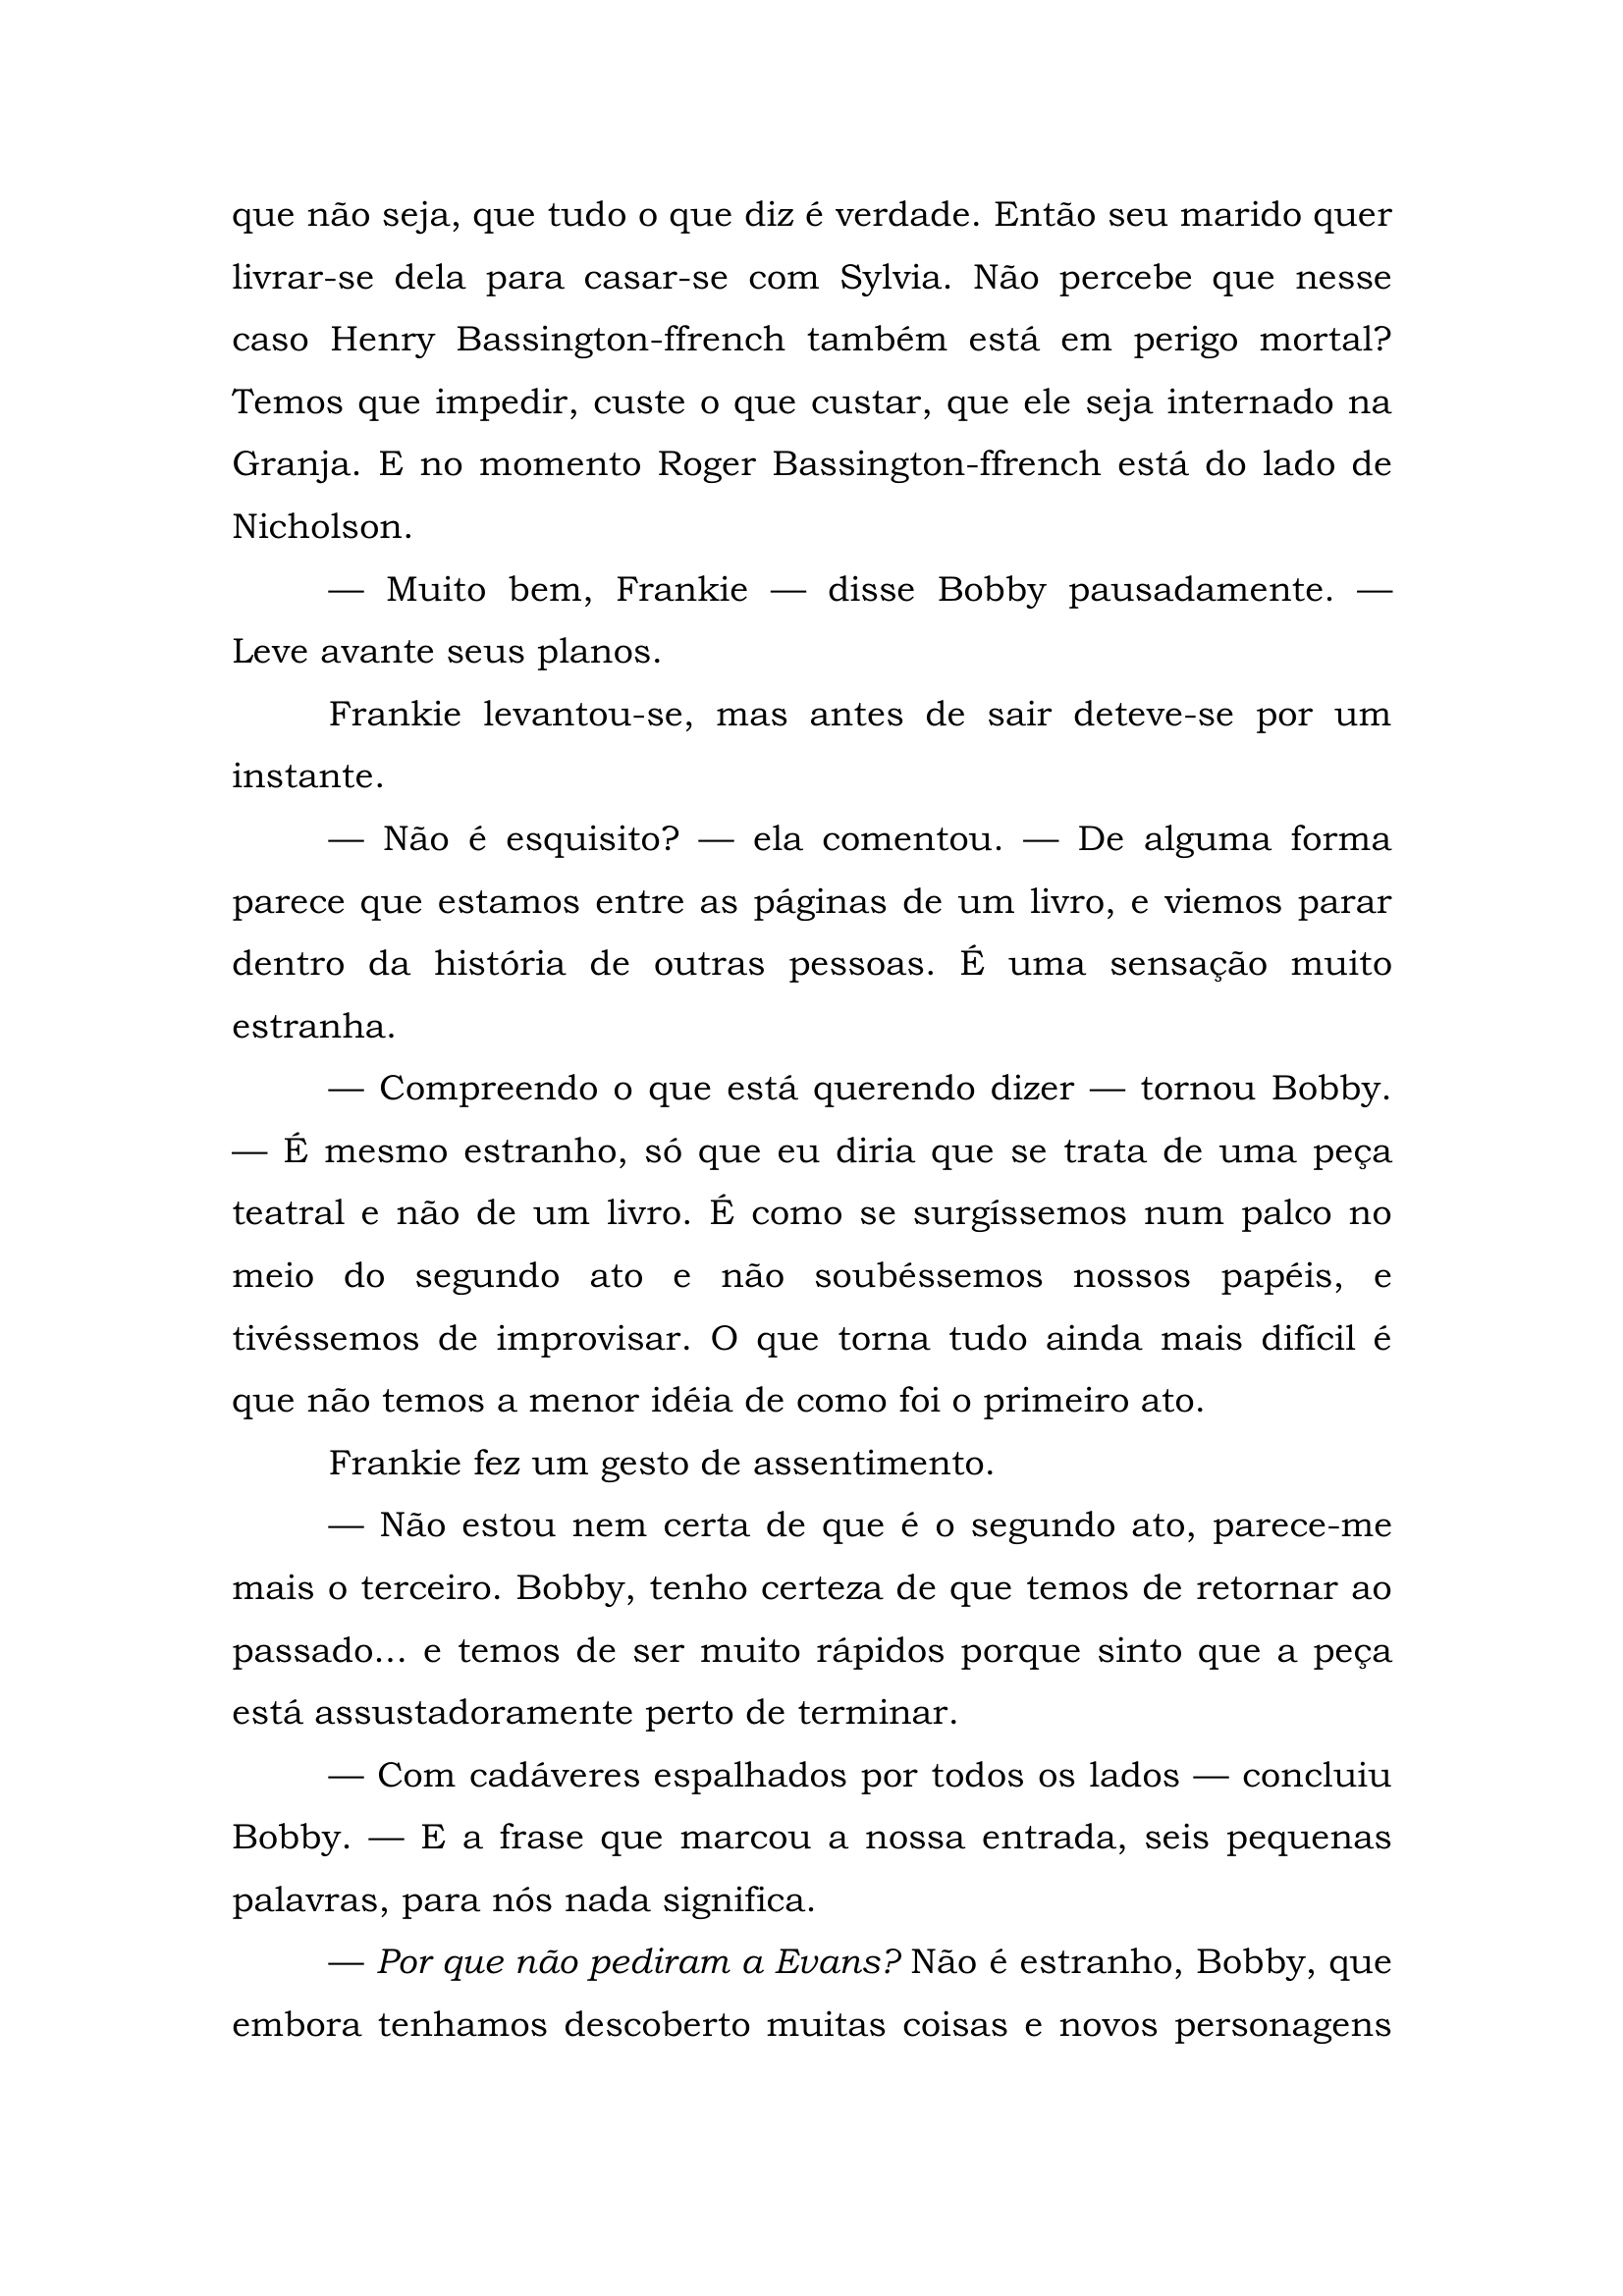 que não seja, que tudo o que diz é verdade. Então seu marido quer
livrar-se dela para casar-se com Sylvia. Não percebe que nesse
caso Henry Bassington-ffrench também está em perigo mortal?
Temos que impedir, custe o que custar, que ele seja internado na
Granja. E no momento Roger Bassington-ffrench está do lado de
Nicholson.
— Muito bem, Frankie — disse Bobby pausadamente. —
Leve avante seus planos.
Frankie levantou-se, mas antes de sair deteve-se por um
instante.
— Não é esquisito? — ela comentou. — De alguma forma
parece que estamos entre as páginas de um livro, e viemos parar
dentro da história de outras pessoas. É uma sensação muito
estranha.
— Compreendo o que está querendo dizer — tornou Bobby.
— É mesmo estranho, só que eu diria que se trata de uma peça
teatral e não de um livro. É como se surgíssemos num palco no
meio do segundo ato e não soubéssemos nossos papéis, e
tivéssemos de improvisar. O que torna tudo ainda mais difícil é
que não temos a menor idéia de como foi o primeiro ato.
Frankie fez um gesto de assentimento.
— Não estou nem certa de que é o segundo ato, parece-me
mais o terceiro. Bobby, tenho certeza de que temos de retornar ao
passado... e temos de ser muito rápidos porque sinto que a peça
está assustadoramente perto de terminar.
— Com cadáveres espalhados por todos os lados — concluiu
Bobby. — E a frase que marcou a nossa entrada, seis pequenas
palavras, para nós nada significa.
— Por que não pediram a Evans? Não é estranho, Bobby, que
embora tenhamos descoberto muitas coisas e novos personagens